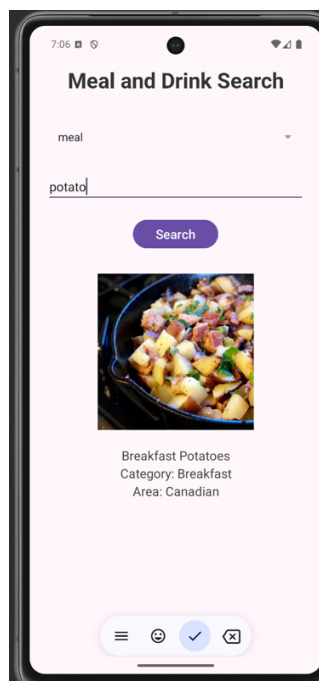 7:06
Meal and Drink Search
meal
potato
Search
Breakfast Potatoes
Category: Breakfast
Area: Canadian